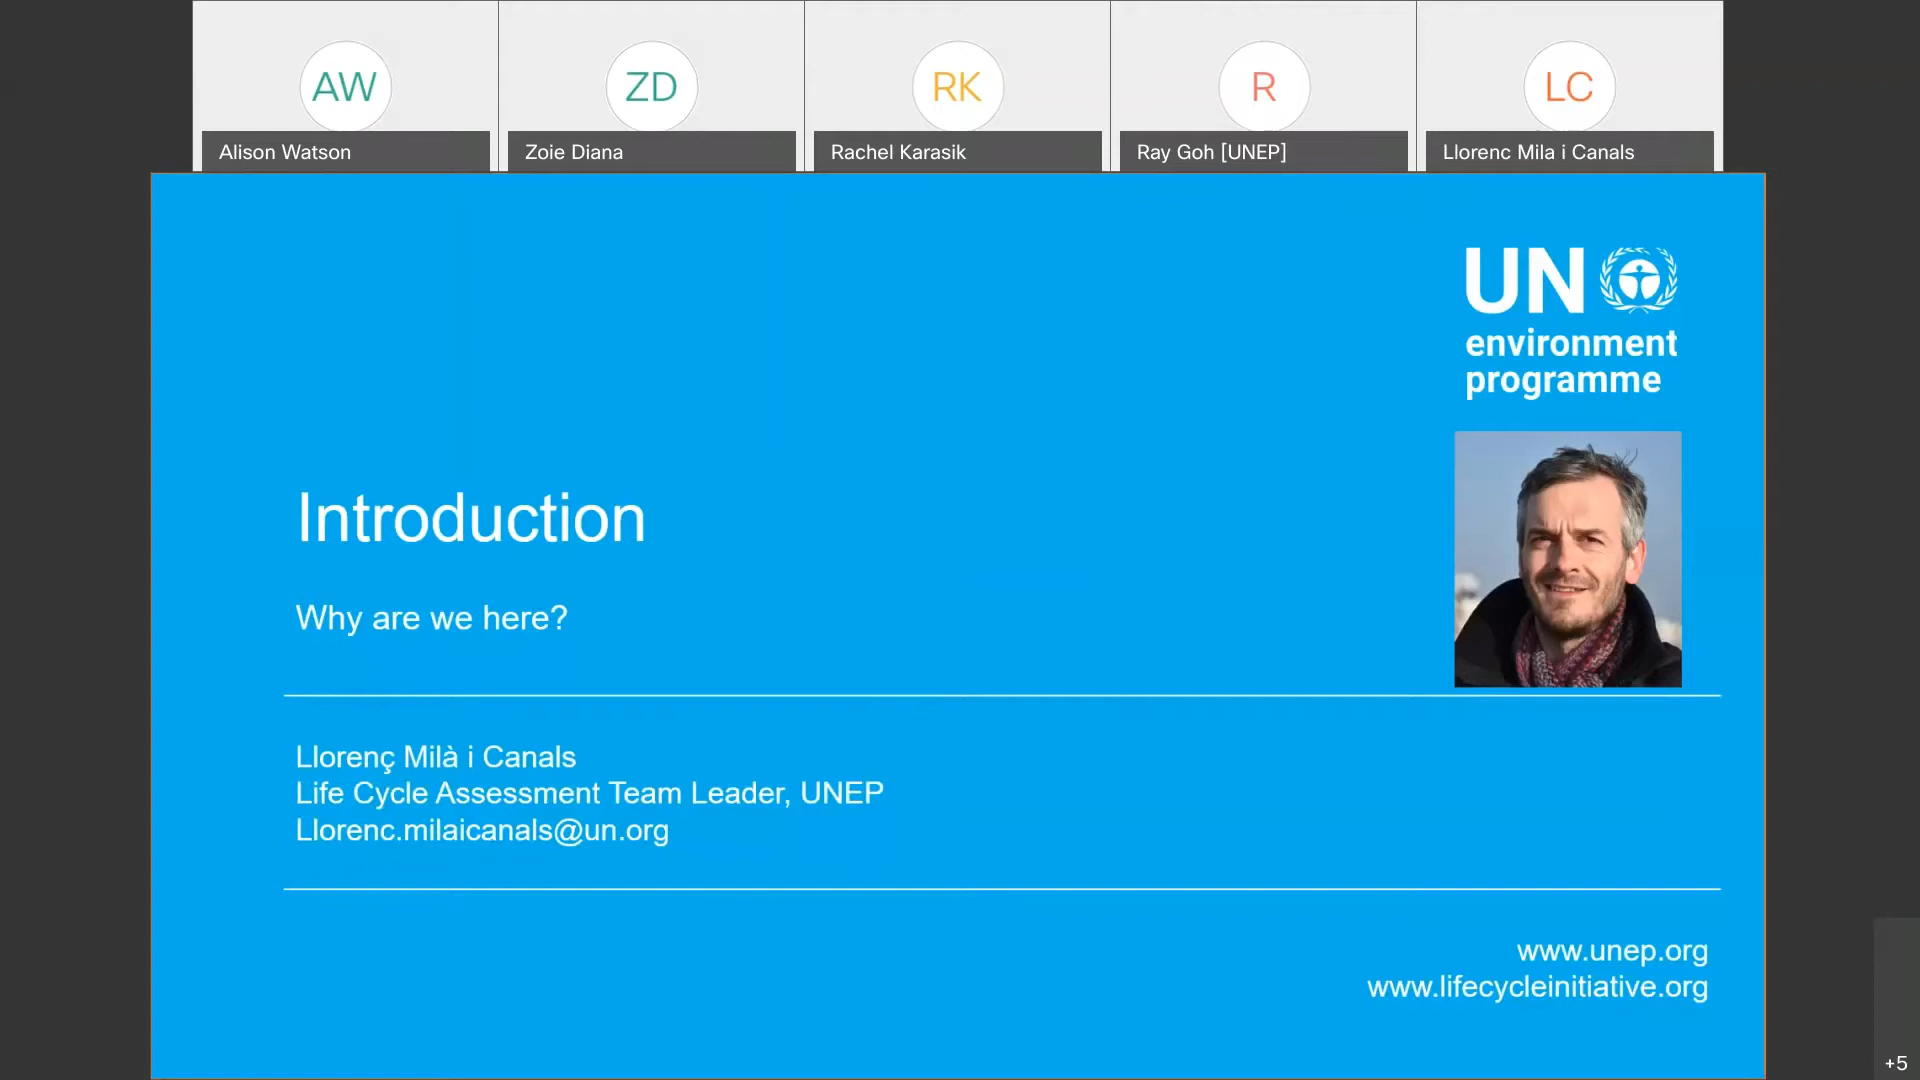 AW
ZD
RK
R
LC
Alison Watson
Zoie Diana
Rachel Karasik
Ray Goh [UNEP]
Llorenc Mila i Canals
UN
environment
programme
Introduction
Why are we here?
Llorenç Milà i Canals
Life Cycle Assessment Team Leader, UNEP
Llorenc.milaicanals@un.org
www.unep.org
www.lifecycleinitiative.org
+5